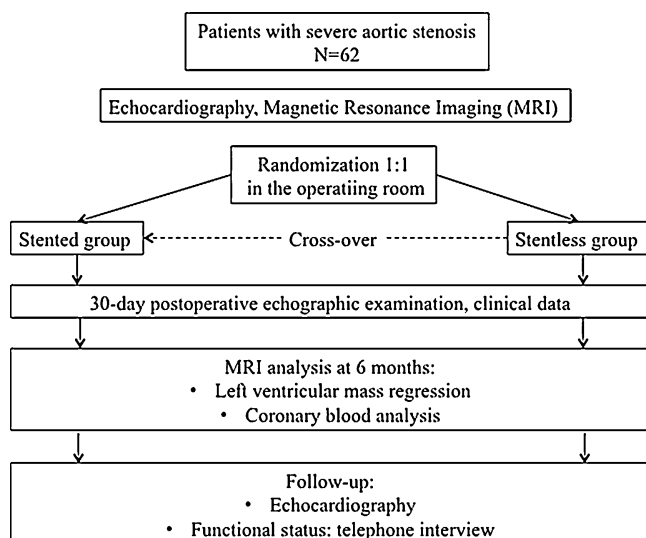 Patients with severe aortic stenosis
N=62
Echocardiography, Magnetic Resonance Imaging (MRI)
Randomization 1:1
in the operatiing room
Stented group
Cross-over
Stentless group
30-day postoperative echographic examination, clinical data
MRI analysis at 6 months:
• Left ventricular mass regression
• Coronary blood analysis
Follow-up:
• Echocardiography
• Functional status: telephone interview